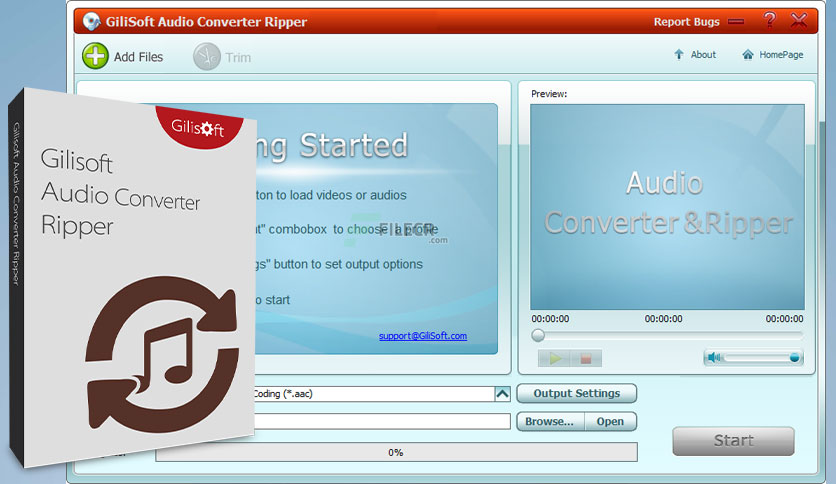 GiliSoft Audio Converter Ripper
Report Bugs
Add Files
Trim
About
HomePage
Preview:
Gilisoft
Gilisoft
Audio Converter
Ripper
Gilisoft Audio Converter Ripper
ng Started
ton to load videos or audios
ut" combobox to choose a profile
gs" button to set output options
o start
support@GiliSoft.com
FILECR
.com
Audio
Converter &Ripper
00:00:00 00:00:00 00:00:00
Coding (*.aac)
Output Settings
Browse... Open
Start
0%